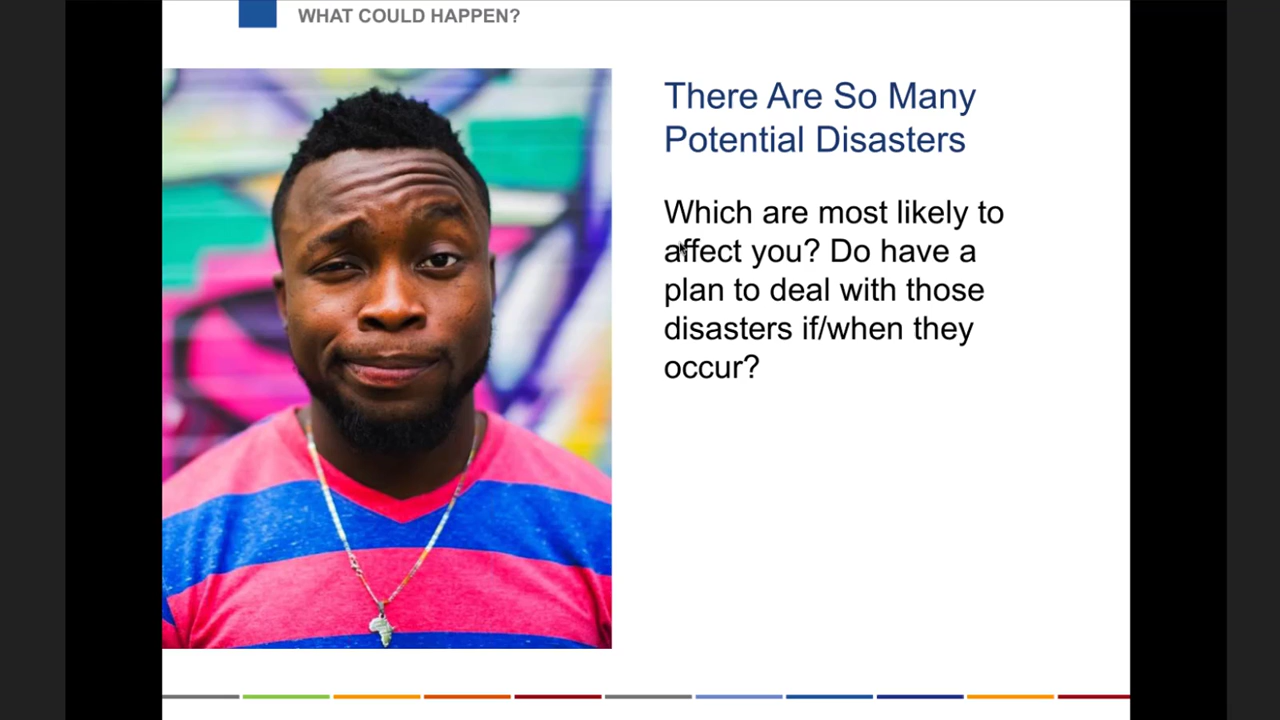 WHAT COULD HAPPEN?
There Are So Many
Potential Disasters
Which are most likely to
affect you? Do have a
plan to deal with those
disasters if/when they
occur?